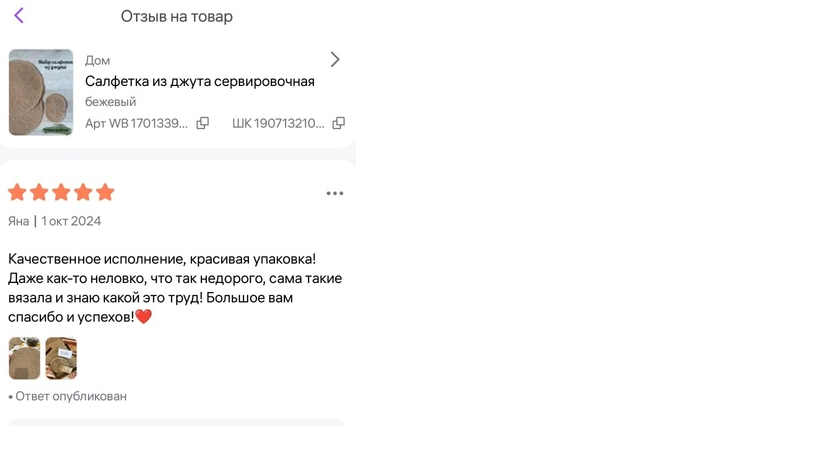 Отзыв на товар
Дом
Салфетка из джута сервировочная
бежевый
Арт WB 1701339... ШК 190713210...
Яна | 1 окт 2024
Качественное исполнение, красивая упаковка!
Даже как-то неловко, что так недорого, сама такие
вязала и знаю какой это труд! Большое вам
спасибо и успехов!❤️
• Ответ опубликован